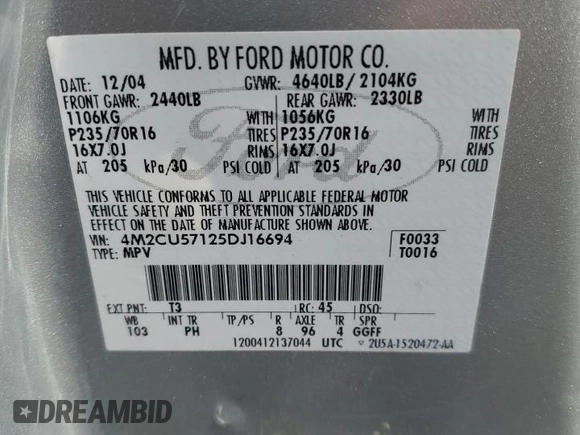 MFD. BY FORD MOTOR CO.
DATE: 12/04 GVWR: 4640LB/ 2104KG
FRONT GAWR: 2440LB REAR GAWR: 2330LB
1106KG WITH 1056KG WITH
P235/70R16 TIRES P235/70R16 TIRES
16X7.0J RIMS 16X7.0J RIMS
AT 205 kPa/30 PSI COLD AT 205 kPa/30 PSI COLD
Ford
THIS VEHICLE CONFORMS TO ALL APPLICABLE FEDERAL MOTOR
VEHICLE SAFETY AND THEFT PREVENTION STANDARDS IN
EFFECT ON THE DATE OF MANUFACTURE SHOWN ABOVE.
VIN: 4M2CU57125DJ16694 F0033
TYPE: MPV T0016
EXT PNT: T3 RC: 45 DSO:
WB INT TR TP/PS R AXLE TR SPR
103 PH 8 96 4 GGFF
1200412137044 UTC 2U5A-1520472-AA
DREAMBID